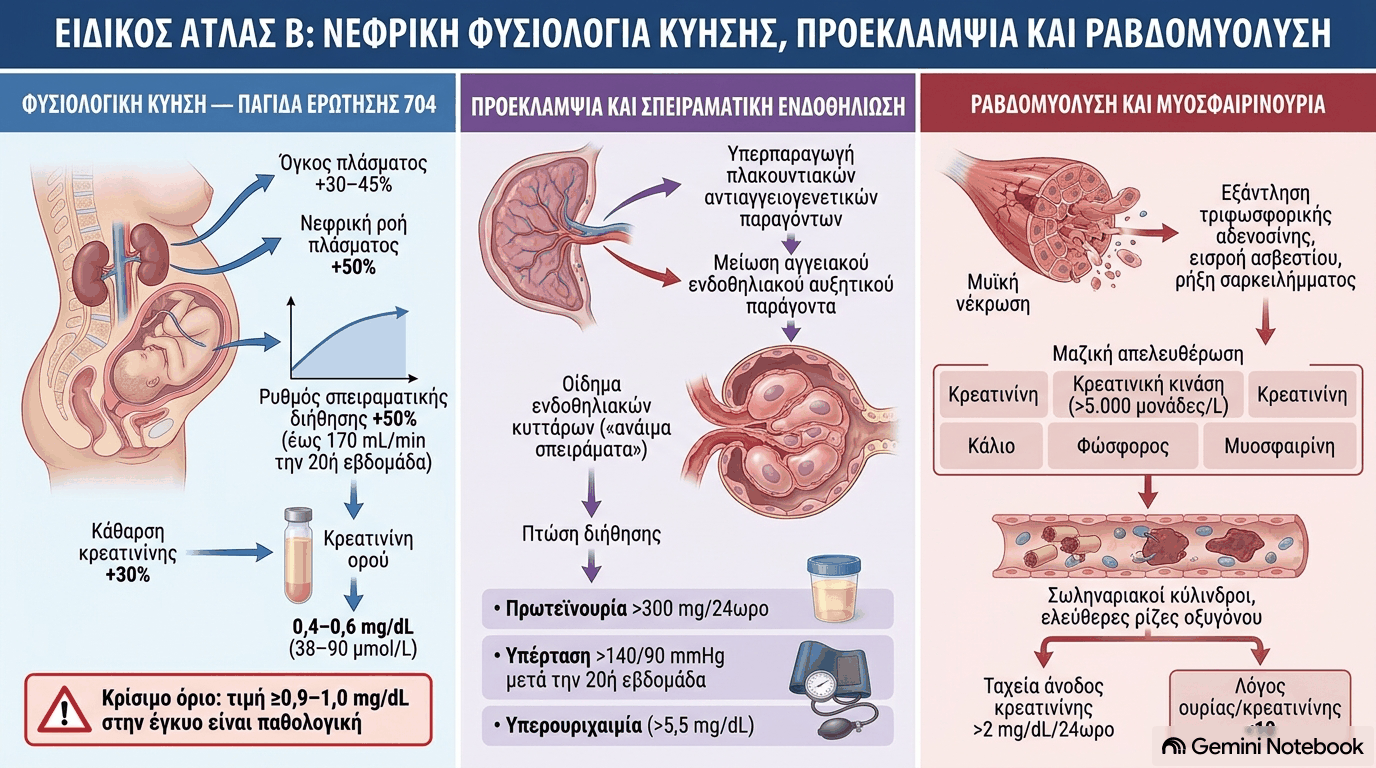 ΕΙΔΙΚΟΣ ΑΤΛΑΣ Β: ΝΕΦΡΙΚΗ ΦΥΣΙΟΛΟΓΙΑ ΚΥΗΣΗΣ, ΠΡΟΕΚΛΑΜΨΙΑ ΚΑΙ ΡΑΒΔΟΜΥΟΛΥΣΗ
ΦΥΣΙΟΛΟΓΙΚΗ ΚΥΗΣΗ — ΠΑΓΙΔΑ ΕΡΩΤΗΣΗΣ 704
Όγκος πλάσματος
+30–45%
Νεφρική ροή
πλάσματος
+50%
Ρυθμός σπειραματικής
διήθησης +50%
(έως 170 mL/min
την 20ή εβδομάδα)
Κάθαρση
κρεατινίνης
+30%
Κρεατινίνη
ορού
0,4–0,6 mg/dL
(38–90 μmol/L)
Κρίσιμο όριο: τιμή ≥0,9–1,0 mg/dL
στην έγκυο είναι παθολογική
ΠΡΟΕΚΛΑΜΨΙΑ ΚΑΙ ΣΠΕΙΡΑΜΑΤΙΚΗ ΕΝΔΟΘΗΛΙΩΣΗ
Υπερπαραγωγή
πλακουντιακών
αντιαγγειογενετικών
παραγόντων
Μείωση αγγειακού
ενδοθηλιακού αυξητικού
παράγοντα
Οίδημα
ενδοθηλιακών
κυττάρων («ανάιμα
σπειράματα»)
Πτώση διήθησης
• Πρωτεϊνουρία >300 mg/24ωρο
• Υπέρταση >140/90 mmHg
μετά την 20ή εβδομάδα
• Υπερουριχαιμία (>5,5 mg/dL)
ΡΑΒΔΟΜΥΟΛΥΣΗ ΚΑΙ ΜΥΟΣΦΑΙΡΙΝΟΥΡΙΑ
Μυϊκή
νέκρωση
Εξάντληση
τριφωσφορικής
αδενοσίνης,
εισροή ασβεστίου,
ρήξη σαρκειλήμματος
Μαζική απελευθέρωση
Κρεατινίνη
Κρεατινική κινάση
(>5.000 μονάδες/L)
Κρεατινίνη
Κάλιο
Φώσφορος
Μυοσφαιρίνη
Σωληναριακοί κύλινδροι,
ελεύθερες ρίζες οξυγόνου
Ταχεία άνοδος
κρεατινίνης
>2 mg/dL/24ωρο
Λόγος
ουρίας/κρεατινίνης
Gemini Notebook